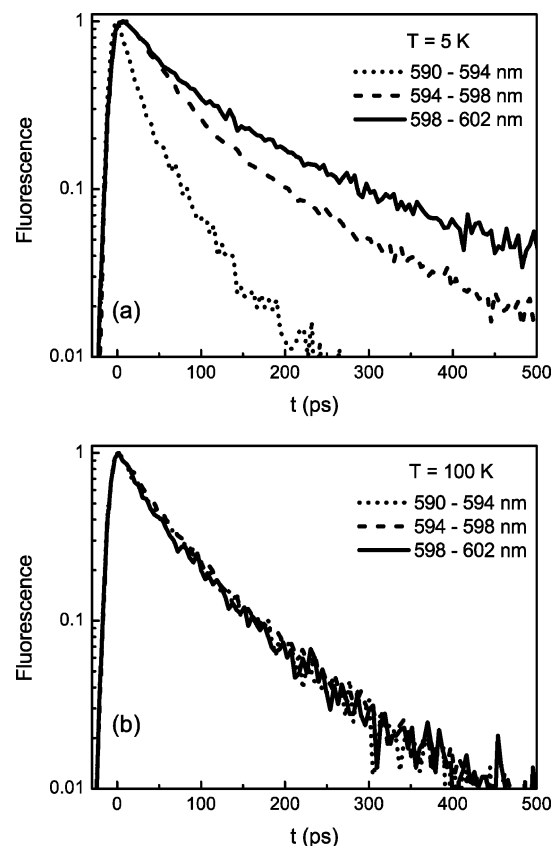 T = 5 K
590 - 594 nm
594 - 598 nm
598 - 602 nm
1
0.1
0.01
Fluorescence
(a)
0 100 200 300 400 500
t (ps)
T = 100 K
590 - 594 nm
594 - 598 nm
598 - 602 nm
1
0.1
0.01
Fluorescence
(b)
0 100 200 300 400 500
t (ps)